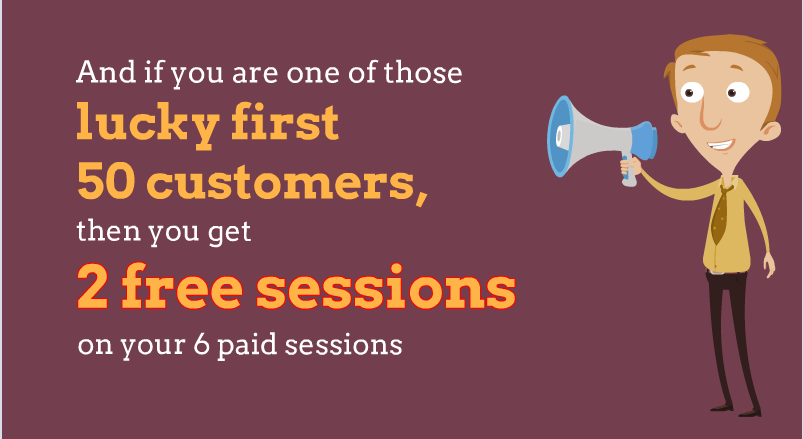 And if you are one of those
lucky first
50 customers,
then you get
2 free sessions
on your 6 paid sessions